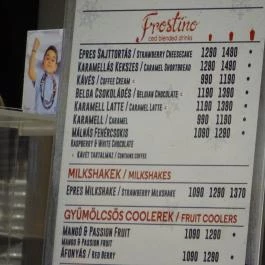 Frostino
iced blended drinks
EPRES SAJTTORTÁS / STRAWBERRY CHEESECAKE 1290 1490 •
KARAMELLÁS KEKSZES / CARAMEL SHORTBREAD 1290 1490 •
KÁVÉS / COFFEE CREAM • 990 1190 •
BELGA CSOKOLÁDÉS / BELGIAN CHOCOLATE 1190 1390 •
KARAMELL LATTE / CARAMEL LATTE • 1190 1390 •
KARAMELL / CARAMEL 990 1190 •
MÁLNÁS FEHÉRCSOKIS 1090 1290 •
RASPBERRY & WHITE CHOCOLATE
• KÁVÉT TARTALMAZ / CONTAINS COFFEE
MILKSHAKEK / MILKSHAKES
EPRES MILKSHAKE / STRAWBERRY MILKSHAKE 1090 1290 1370
GYÜMÖLCSÖS COOLEREK / FRUIT COOLERS
MANGÓ & PASSION FRUIT 1090 1290 •
MANGO & PASSION FRUIT
ÁFONYÁS / RED BERRY 1090 1290 •